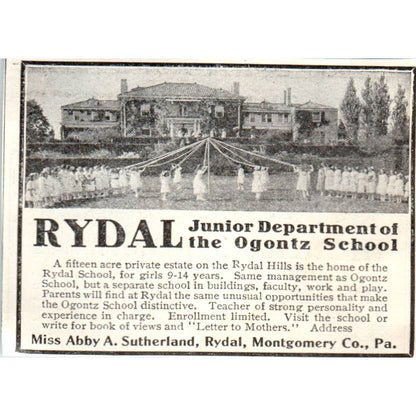 RYDAL Junior Department of
the Ogontz School
A fifteen acre private estate on the Rydal Hills is the home of the
Rydal School, for girls 9-14 years. Same management as Ogontz
School, but a separate school in buildings, faculty, work and play.
Parents will find at Rydal the same unusual opportunities that make
the Ogontz School distinctive. Teacher of strong personality and
experience in charge. Enrollment limited. Visit the school or
write for book of views and "Letter to Mothers." Address
Miss Abby A. Sutherland, Rydal, Montgomery Co., Pa.